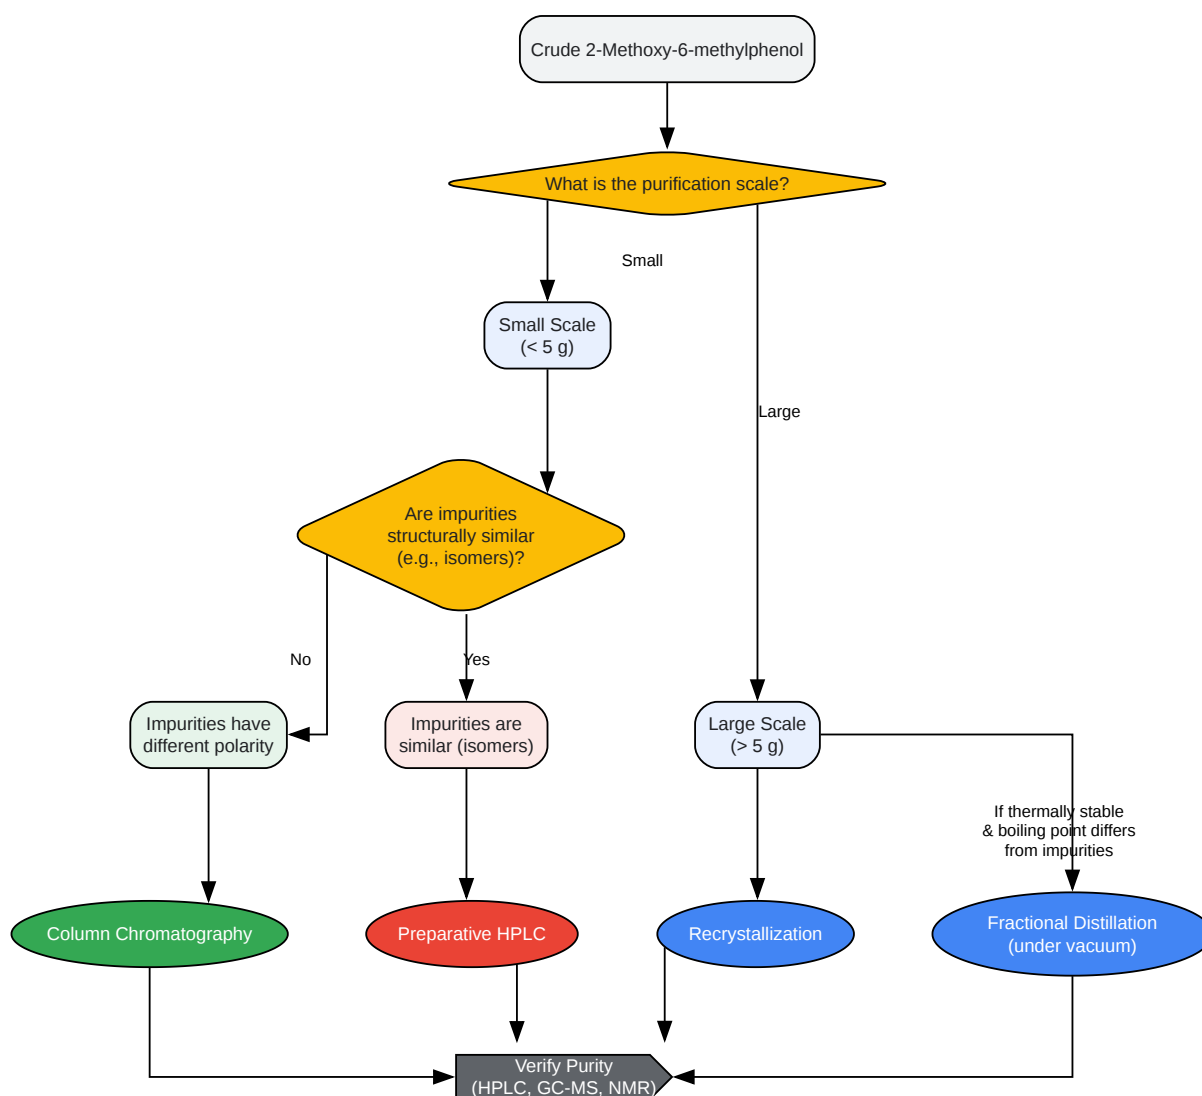 Crude 2-Methoxy-6-methylphenol
What is the purification scale?
Small
Small Scale
(< 5 g)
Large
Are impurities
structurally similar
(e.g., isomers)?
No
Yes
Impurities have
different polarity
Impurities are
similar (isomers)
Large Scale
(> 5 g)
If thermally stable
& boiling point differs
from impurities
Column Chromatography
Preparative HPLC
Recrystallization
Fractional Distillation
(under vacuum)
Verify Purity
(HPLC, GC-MS, NMR)